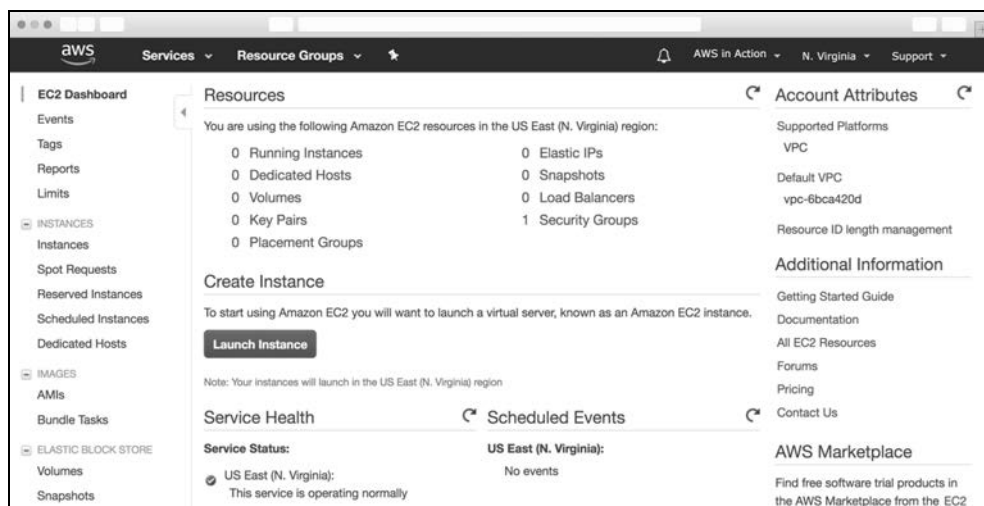 aws
Services
Resource Groups
AWS in Action
N. Virginia
Support
EC2 Dashboard
Events
Tags
Reports
Limits
INSTANCES
Instances
Spot Requests
Reserved Instances
Scheduled Instances
Dedicated Hosts
IMAGES
AMIs
Bundle Tasks
ELASTIC BLOCK STORE
Volumes
Snapshots
Resources
You are using the following Amazon EC2 resources in the US East (N. Virginia) region:
0 Running Instances
0 Dedicated Hosts
0 Volumes
0 Key Pairs
0 Placement Groups
0 Elastic IPs
0 Snapshots
0 Load Balancers
1 Security Groups
Create Instance
To start using Amazon EC2 you will want to launch a virtual server, known as an Amazon EC2 instance.
Launch Instance
Note: Your instances will launch in the US East (N. Virginia) region
Service Health
Service Status:
US East (N. Virginia):
This service is operating normally
Scheduled Events
US East (N. Virginia):
No events
Account Attributes
Supported Platforms
VPC
Default VPC
vpc-6bca420d
Resource ID length management
Additional Information
Getting Started Guide
Documentation
All EC2 Resources
Forums
Pricing
Contact Us
AWS Marketplace
Find free software trial products in
the AWS Marketplace from the EC2